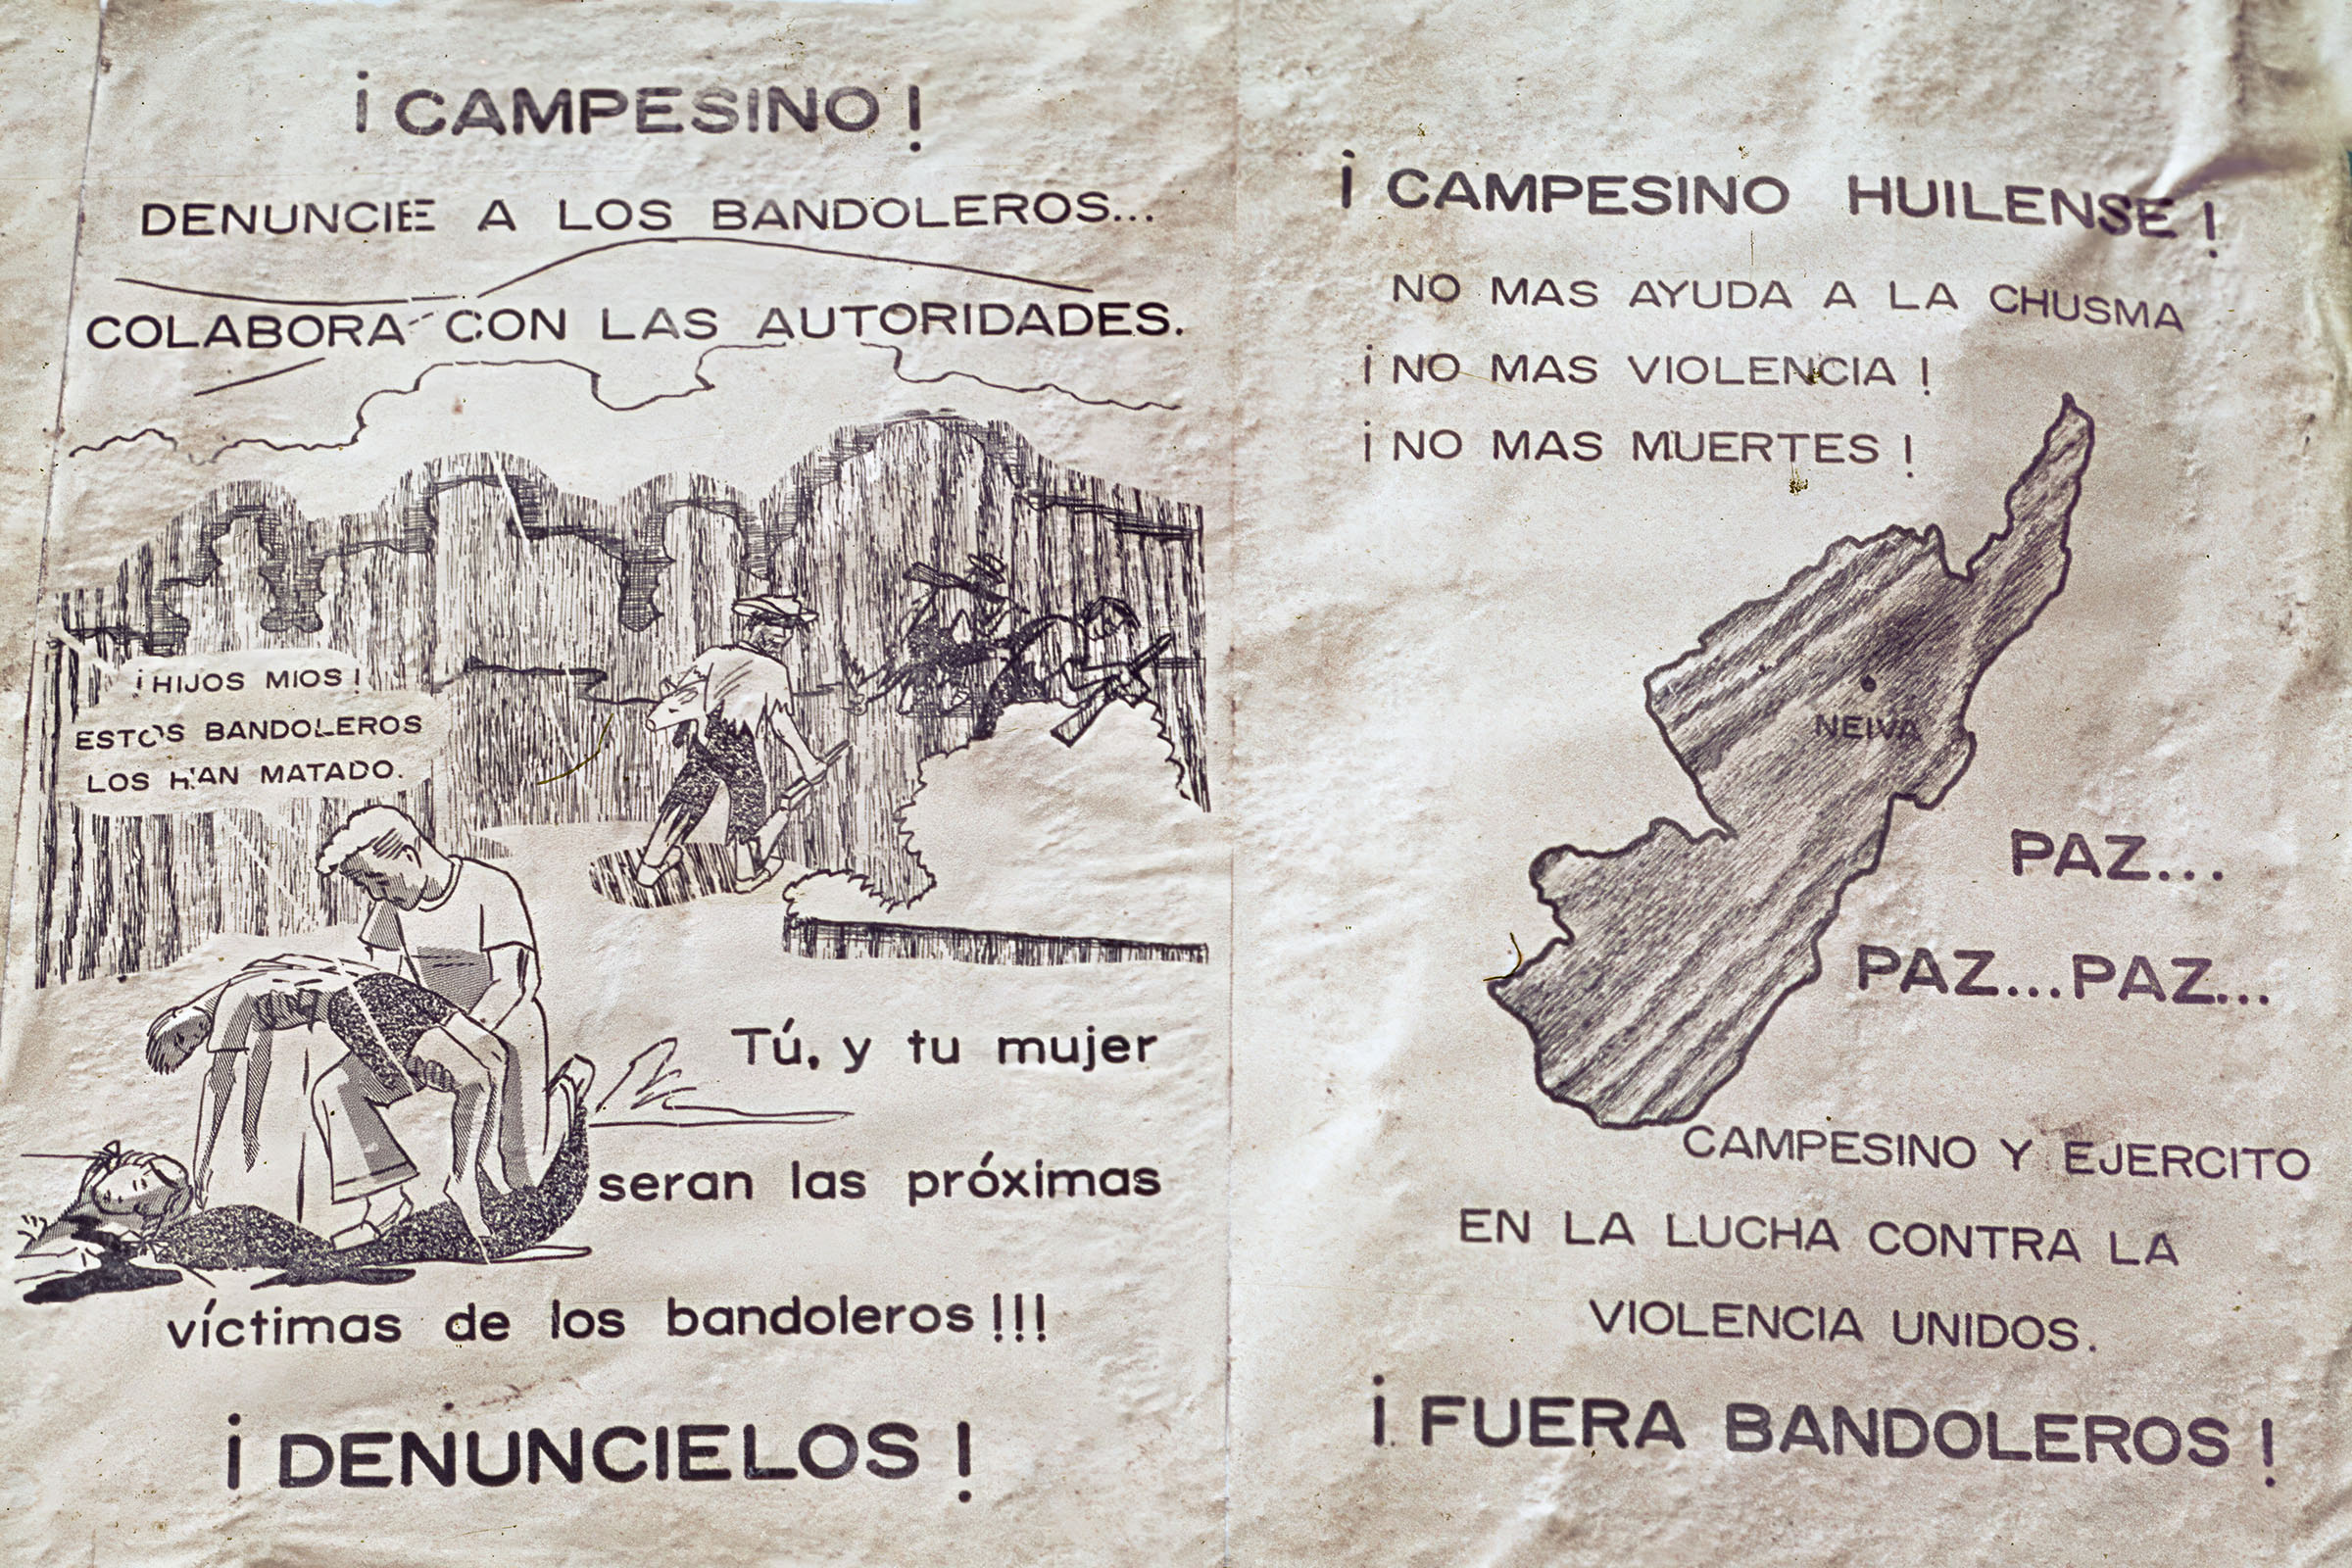 ¡ CAMPESINO !
DENUNCIE A LOS BANDOLEROS...
COLABORA CON LAS AUTORIDADES.
¡ HIJOS MIOS !
ESTOS BANDOLEROS
LOS HAN MATADO.
Tú, y tu mujer
seran las próximas
víctimas de los bandoleros !!!
¡ DENUNCIELOS !
¡ CAMPESINO HUILENSE !
NO MAS AYUDA A LA CHUSMA
¡ NO MAS VIOLENCIA !
¡ NO MAS MUERTES !
NEIVA
PAZ...
PAZ...PAZ...
CAMPESINO Y EJERCITO
EN LA LUCHA CONTRA LA
VIOLENCIA UNIDOS.
¡ FUERA BANDOLEROS !